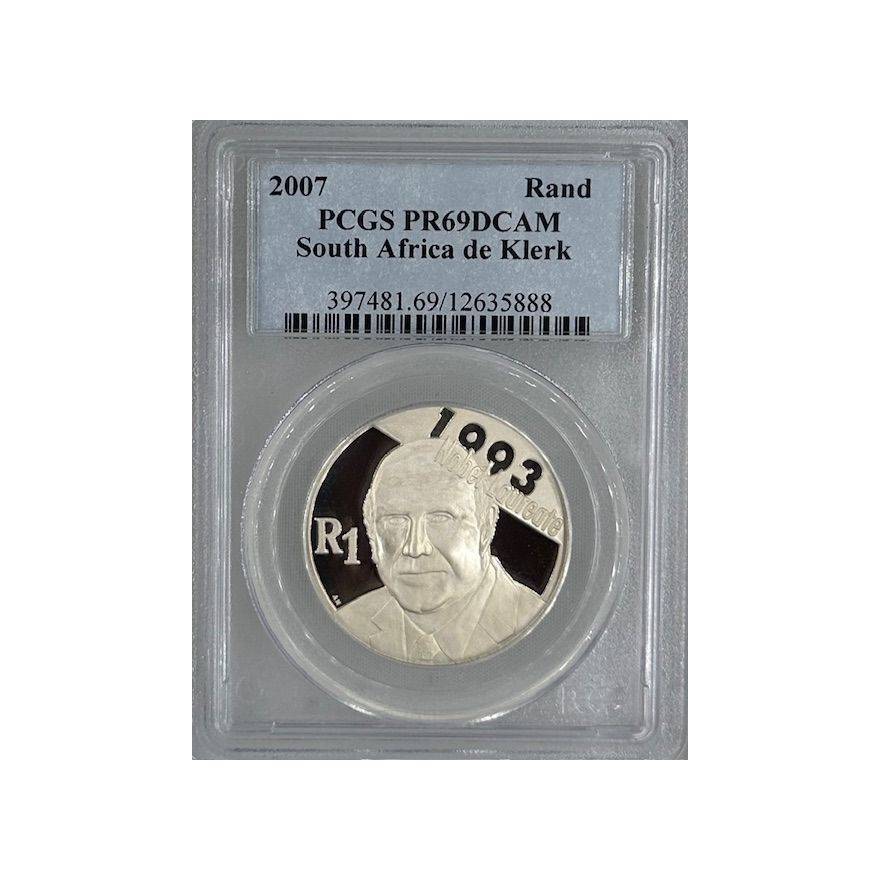 2007 Rand
PCGS PR69DCAM
South Africa de Klerk
397481.69/12635888
1993
Nobel Laureate
R1